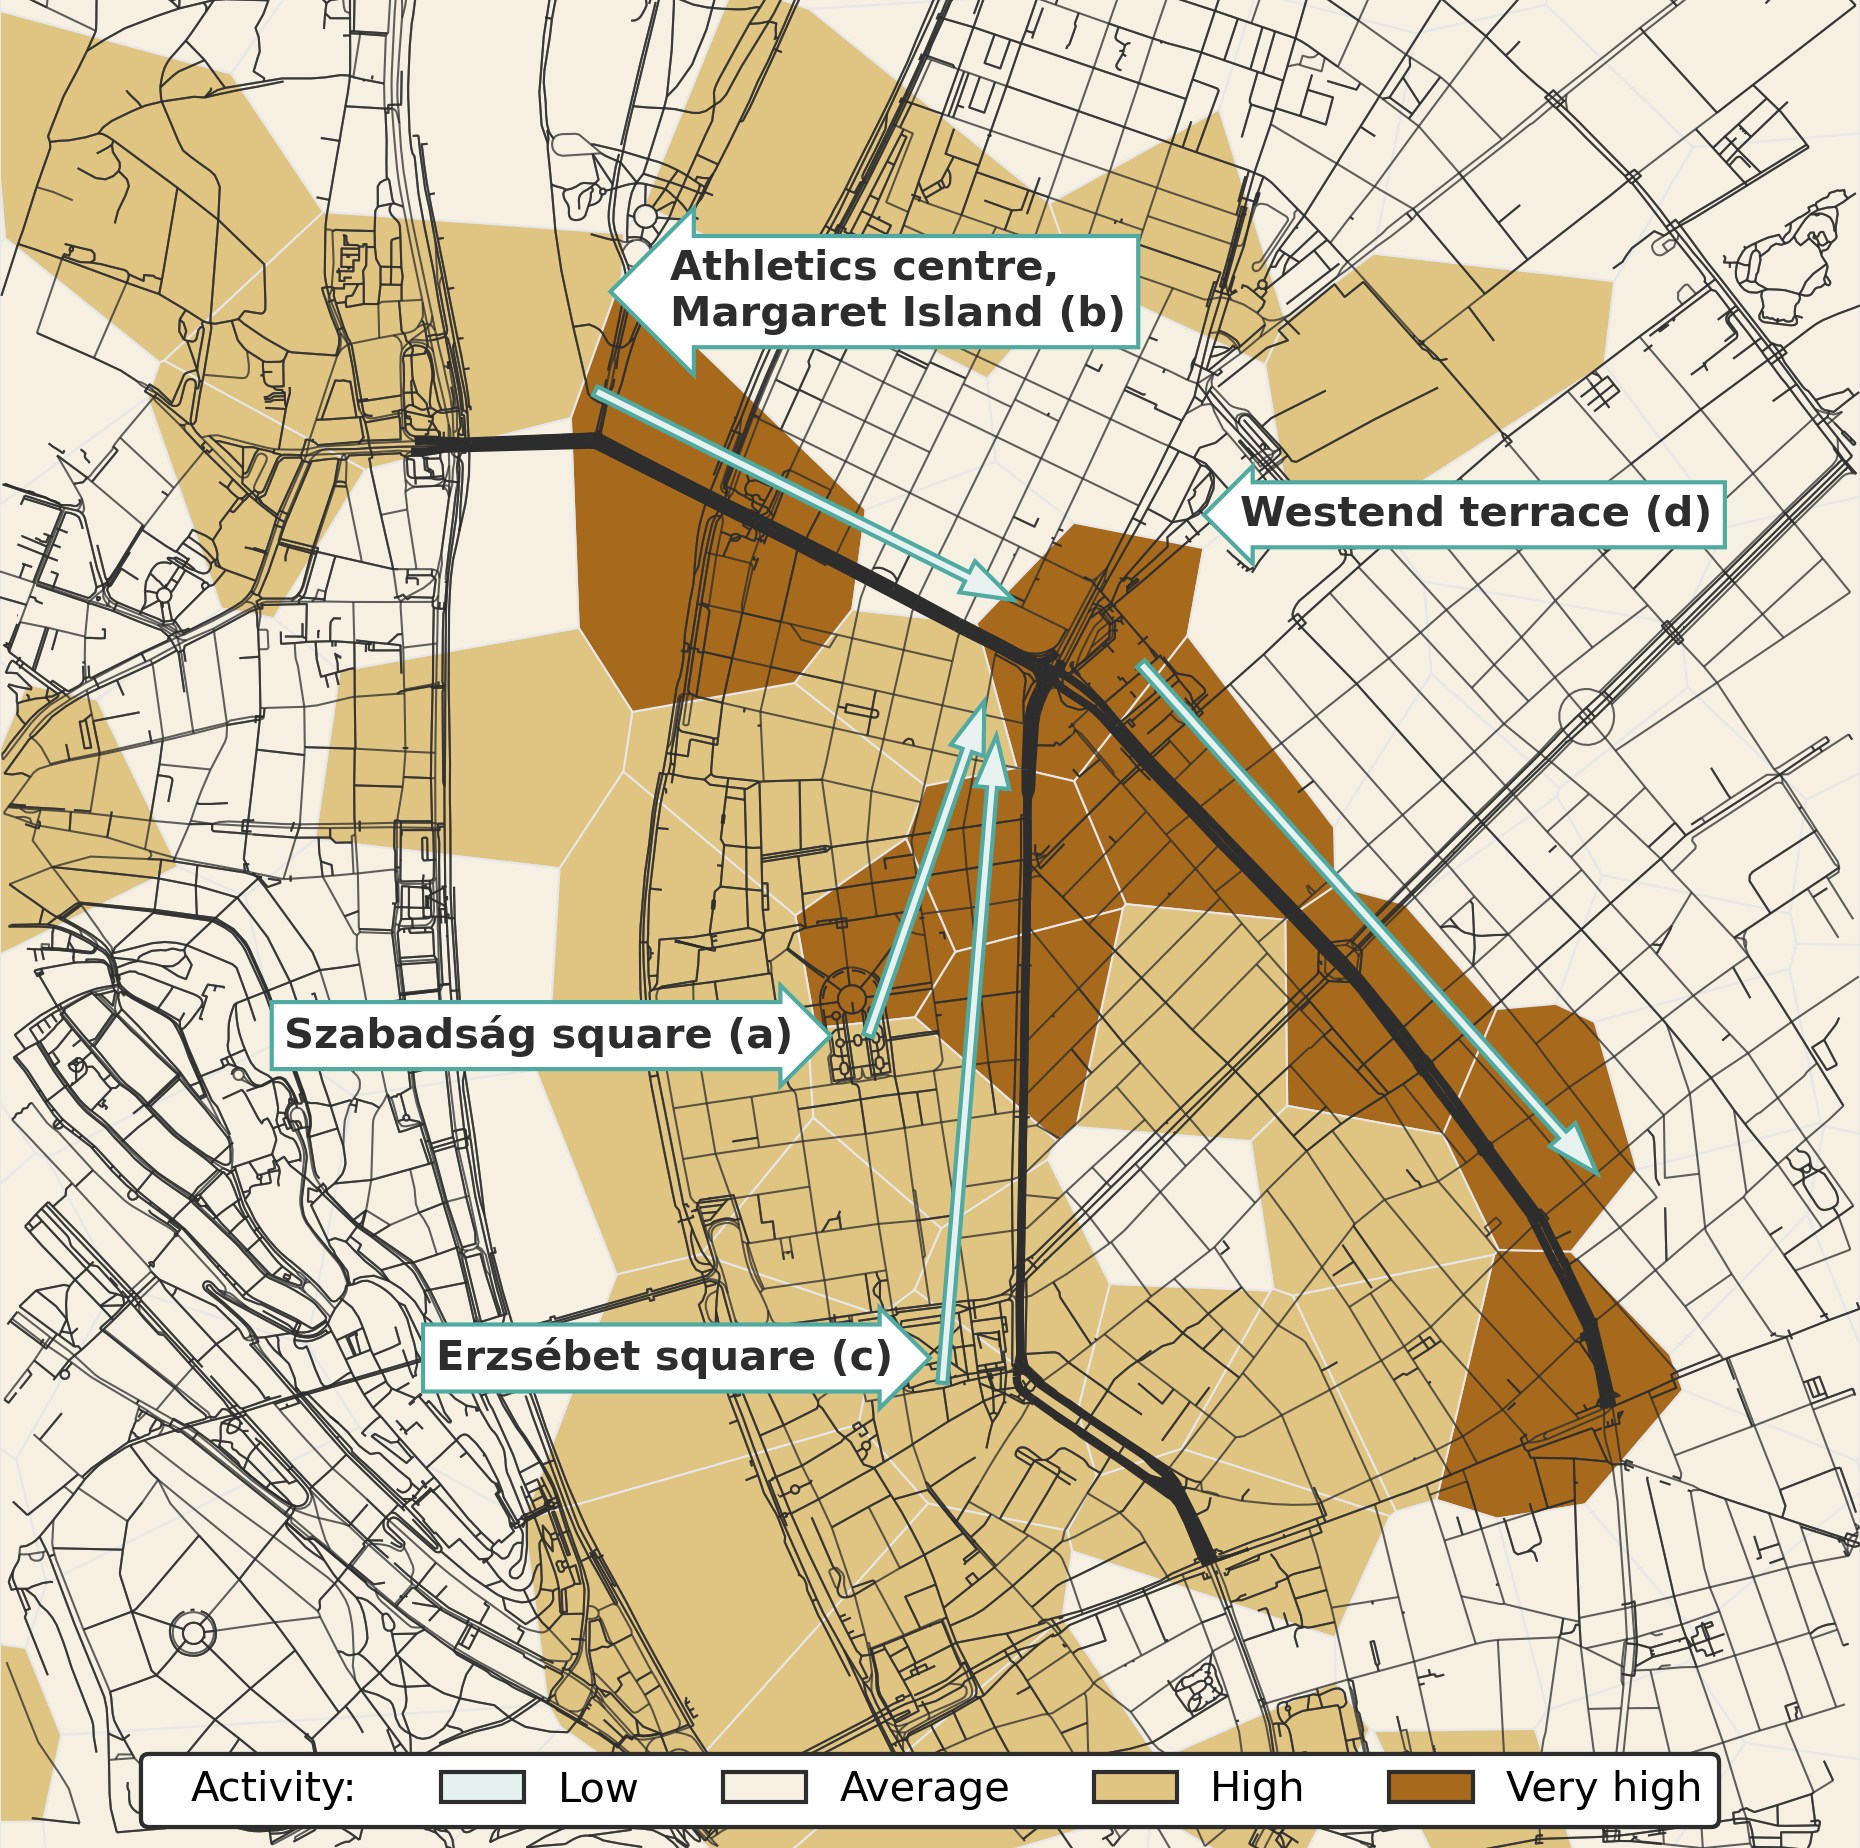 Athletics centre,
Margaret Island (b)
Westend terrace (d)
Szabadság square (a)
Erzsébet square (c)
Activity: Low Average High Very high